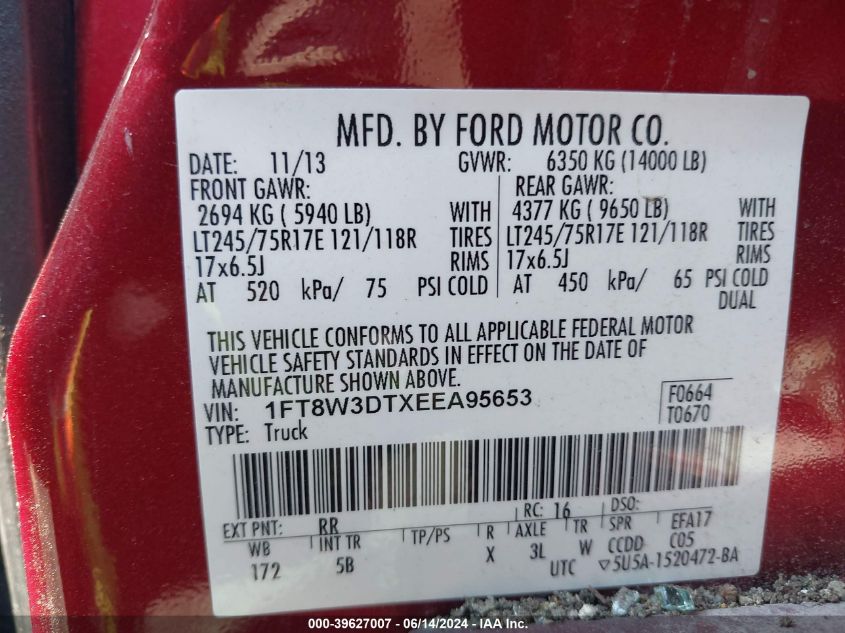 MFD. BY FORD MOTOR CO.
DATE: 11/13 GVWR: 6350 KG (14000 LB)
FRONT GAWR: REAR GAWR:
2694 KG ( 5940 LB) WITH 4377 KG ( 9650 LB) WITH
LT245/75R17E 121/118R TIRES LT245/75R17E 121/118R TIRES
17x6.5J RIMS 17x6.5J RIMS
AT 520 kPa/ 75 PSI COLD AT 450 kPa/ 65 PSI COLD
DUAL
THIS VEHICLE CONFORMS TO ALL APPLICABLE FEDERAL MOTOR
VEHICLE SAFETY STANDARDS IN EFFECT ON THE DATE OF
MANUFACTURE SHOWN ABOVE.
VIN: 1FT8W3DTXEEA95653 F0664
TYPE: Truck T0670
RC: 16 DSO:
EXT PNT: RR
WB INT TR TP/PS R AXLE TR SPR EFA17
172 5B X 3L W CCDD C05
UTC ▽5U5A-1520472-BA
000-39627007 - 06/14/2024 - IAA, Inc.